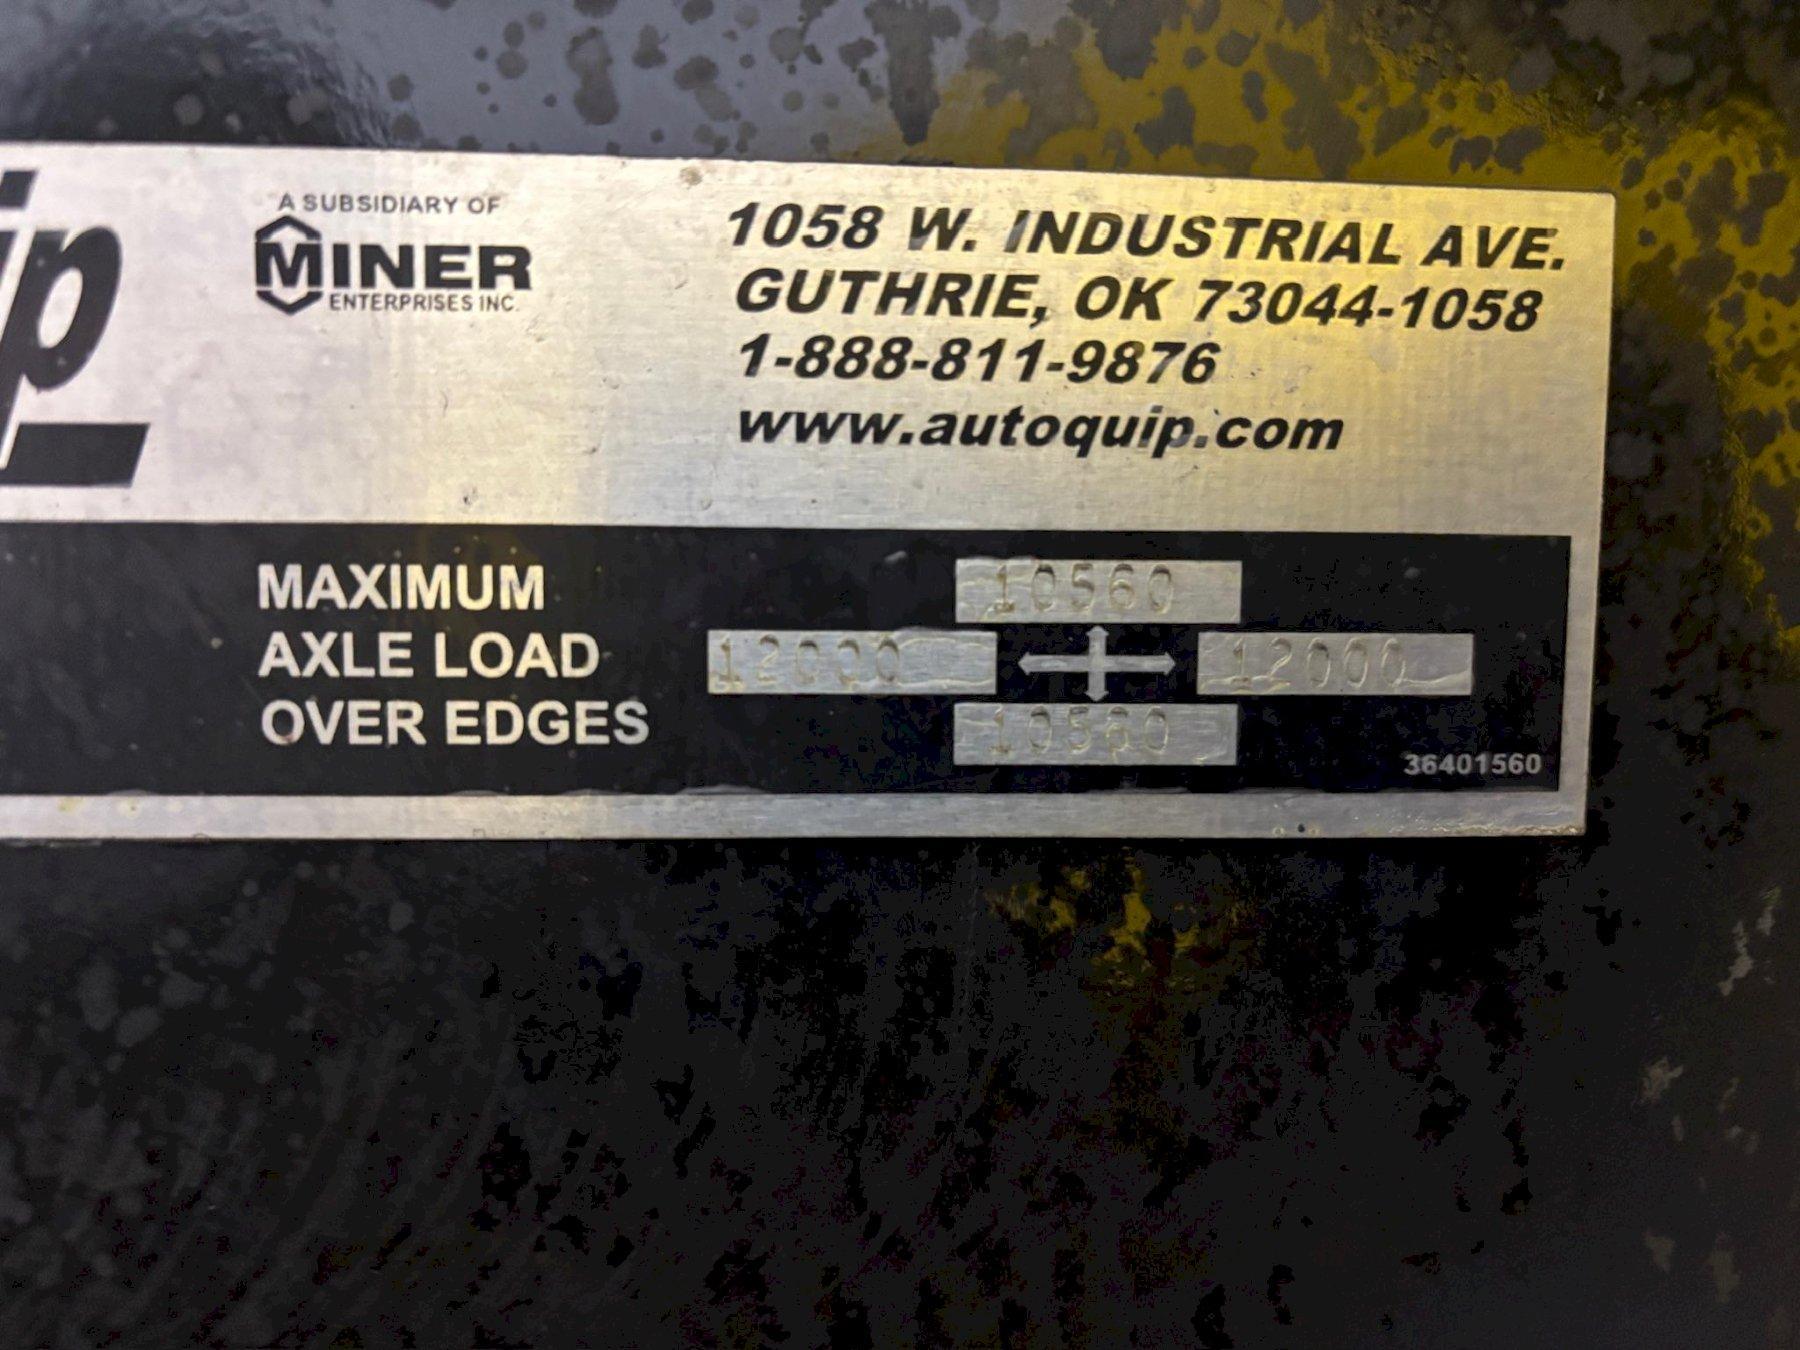 ip
A SUBSIDIARY OF
MINER
ENTERPRISES INC.
1058 W. INDUSTRIAL AVE.
GUTHRIE, OK 73044-1058
1-888-811-9876
www.autoquip.com
MAXIMUM
AXLE LOAD
OVER EDGES
10560
12000
12000
10560
36401560